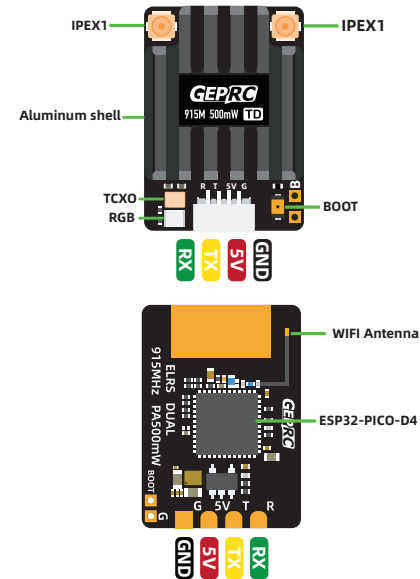 IPEX1
IPEX1
GEPRC
915M 500mW TD
Aluminum shell
TCXO
RGB
R T 5V G
B
BOOT
RX
TX
5V
GND
WIFI Antenna
ELRS DUAL
915MHz PA500mW
GEPRC
ESP32-PICO-D4
BOOT
G
G 5V T R
GND
5V
TX
RX